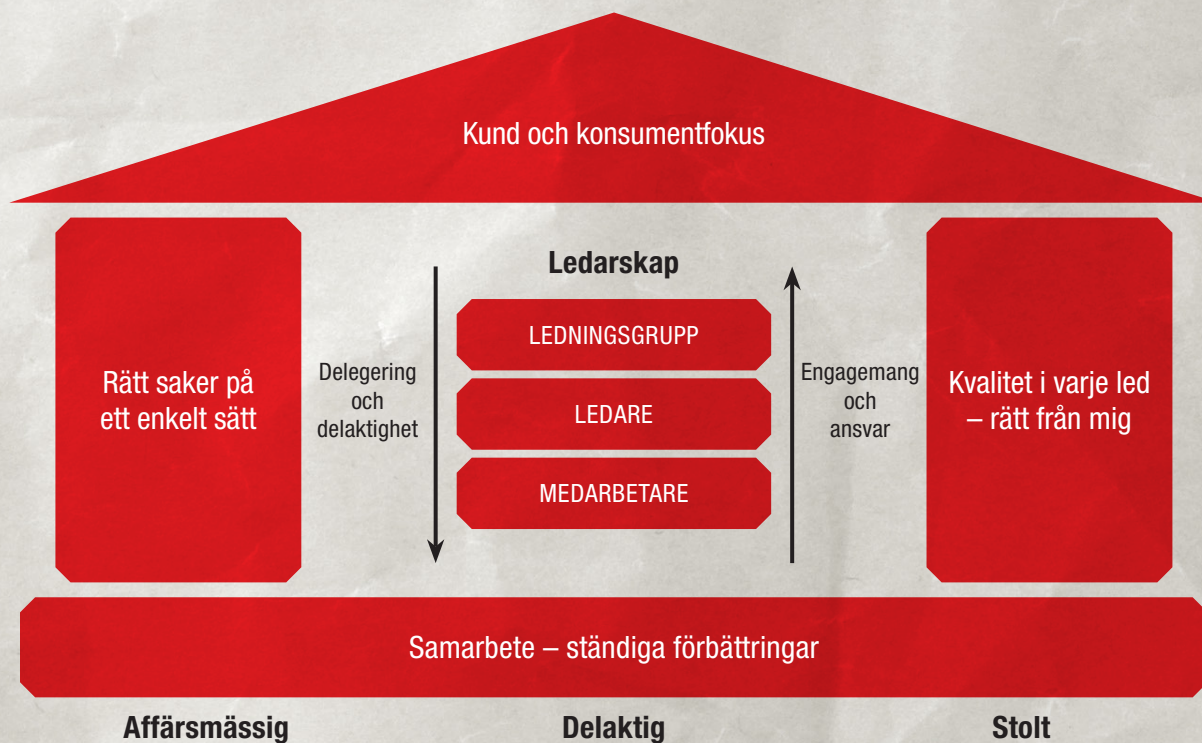 Kund och konsumentfokus
Rätt saker på
ett enkelt sätt
Delegering
och
delaktighet
Ledarskap
LEDNINGSGRUPP
LEDARE
MEDARBETARE
Engagemang
och
ansvar
Kvalitet i varje led
– rätt från mig
Samarbete – ständiga förbättringar
Affärsmässig
Delaktig
Stolt